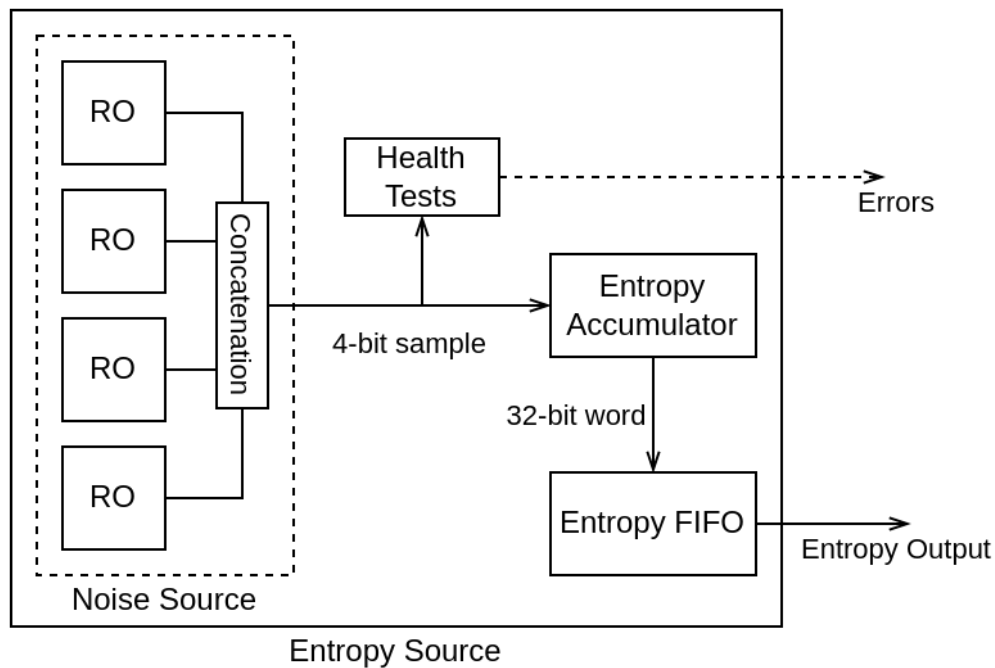 RO
RO
RO
RO
Concatenation
Noise Source
Health
Tests
Errors
4-bit sample
Entropy
Accumulator
32-bit word
Entropy FIFO
Entropy Output
Entropy Source